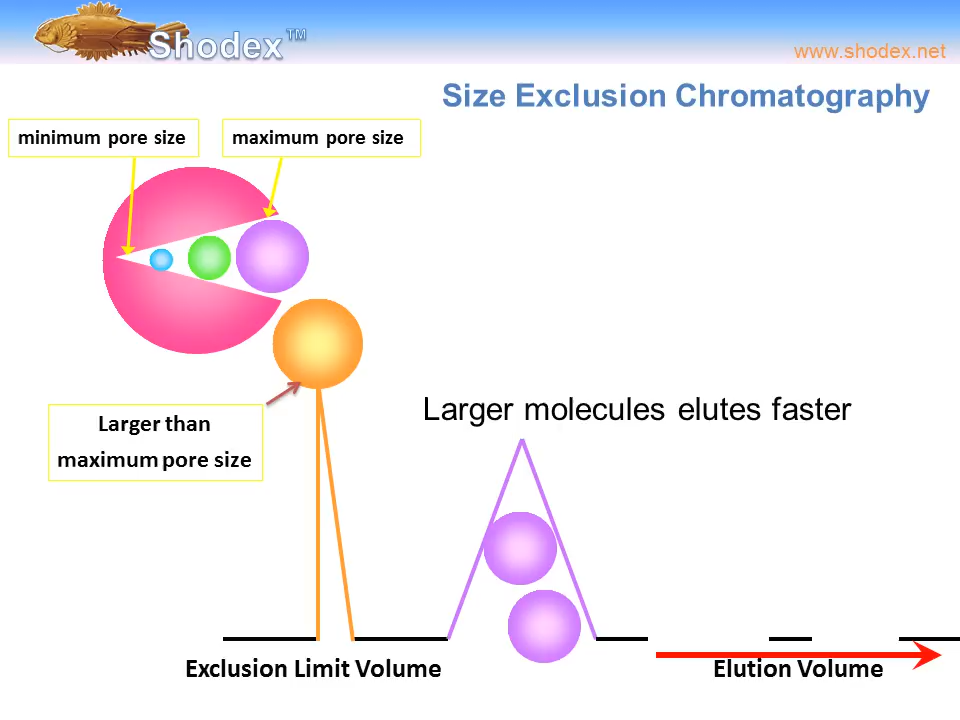 Shodex™
www.shodex.net
Size Exclusion Chromatography
minimum pore size
maximum pore size
Larger than
maximum pore size
Larger molecules elutes faster
Exclusion Limit Volume
Elution Volume